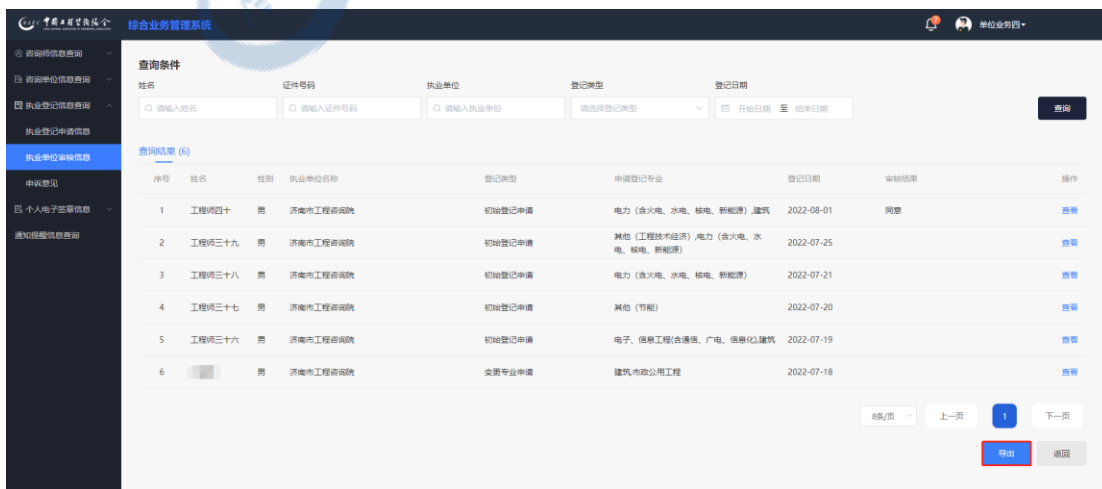 综合业务管理系统
单位业务四
咨询师信息查询
咨询单位信息查询
执业登记信息查询
执业登记申请信息
执业单位审核信息
申诉意见
个人电子签章信息
通知提醒信息查询
查询条件
姓名 证件号码 执业单位 登记类型 登记日期
请输入姓名 请输入证件号码 请输入执业单位 请选择登记类型 开始日期 至 结束日期 查询
查询结果 (6)
序号 姓名 性别 执业单位名称 登记类型 申请登记专业 登记日期 审核结果 操作
1 工程师四十 男 济南市工程咨询院 初始登记申请 电力（含火电、水电、核电、新能源）,建筑 2022-08-01 同意 查看
2 工程师三十九 男 济南市工程咨询院 初始登记申请 其他（工程技术经济）,电力（含火电、水
电、核电、新能源） 2022-07-25 查看
3 工程师三十八 男 济南市工程咨询院 初始登记申请 电力（含火电、水电、核电、新能源） 2022-07-21 查看
4 工程师三十七 男 济南市工程咨询院 初始登记申请 其他（节能） 2022-07-20 查看
5 工程师三十六 男 济南市工程咨询院 初始登记申请 电子、信息工程(含通信、广电、信息化),建筑 2022-07-19 查看
6 男 济南市工程咨询院 变更专业申请 建筑,市政公用工程 2022-07-18 查看
8条/页 上一页 1 下一页
导出 返回